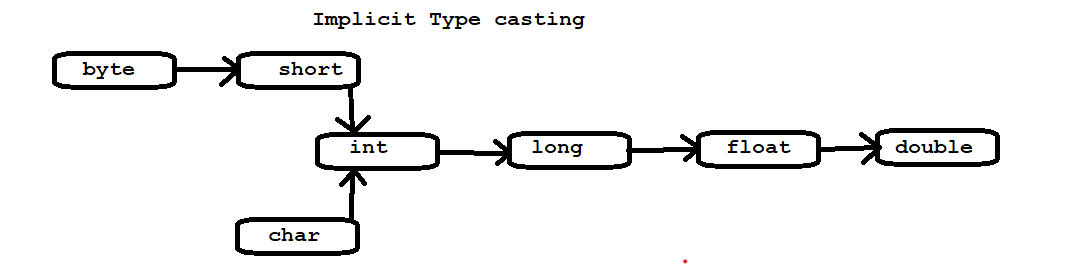 Implicit Type casting
byte
short
int
long
float
double
char